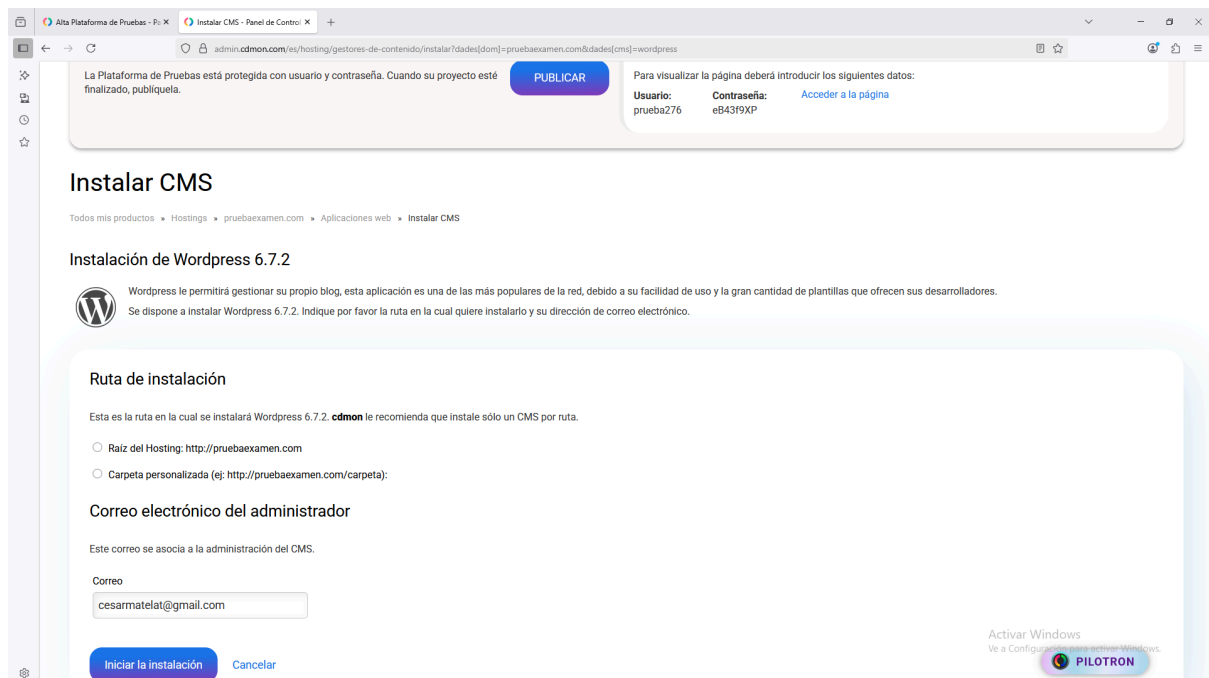 Alta Plataforma de Pruebas - Pa
Instalar CMS - Panel de Control
admin.cdmon.com/es/hosting/gestores-de-contenido/instalar?dades[dom]=pruebaexamen.com&dades[cms]=wordpress
La Plataforma de Pruebas está protegida con usuario y contraseña. Cuando su proyecto esté
finalizado, publíquela.
PUBLICAR
Para visualizar la página deberá introducir los siguientes datos:
Usuario: Contraseña: Acceder a la página
prueba276 eB43f9XP
Instalar CMS
Todos mis productos » Hostings » pruebaexamen.com » Aplicaciones web » Instalar CMS
Instalación de Wordpress 6.7.2
Wordpress le permitirá gestionar su propio blog, esta aplicación es una de las más populares de la red, debido a su facilidad de uso y la gran cantidad de plantillas que ofrecen sus desarrolladores.
Se dispone a instalar Wordpress 6.7.2. Indique por favor la ruta en la cual quiere instalarlo y su dirección de correo electrónico.
Ruta de instalación
Esta es la ruta en la cual se instalará Wordpress 6.7.2. cdmon le recomienda que instale sólo un CMS por ruta.
Raíz del Hosting: http://pruebaexamen.com
Carpeta personalizada (ej: http://pruebaexamen.com/carpeta):
Correo electrónico del administrador
Este correo se asocia a la administración del CMS.
Correo
cesarmatelat@gmail.com
Iniciar la instalación Cancelar
Activar Windows
Ve a Configuración para activar Windows.
PILOTRON